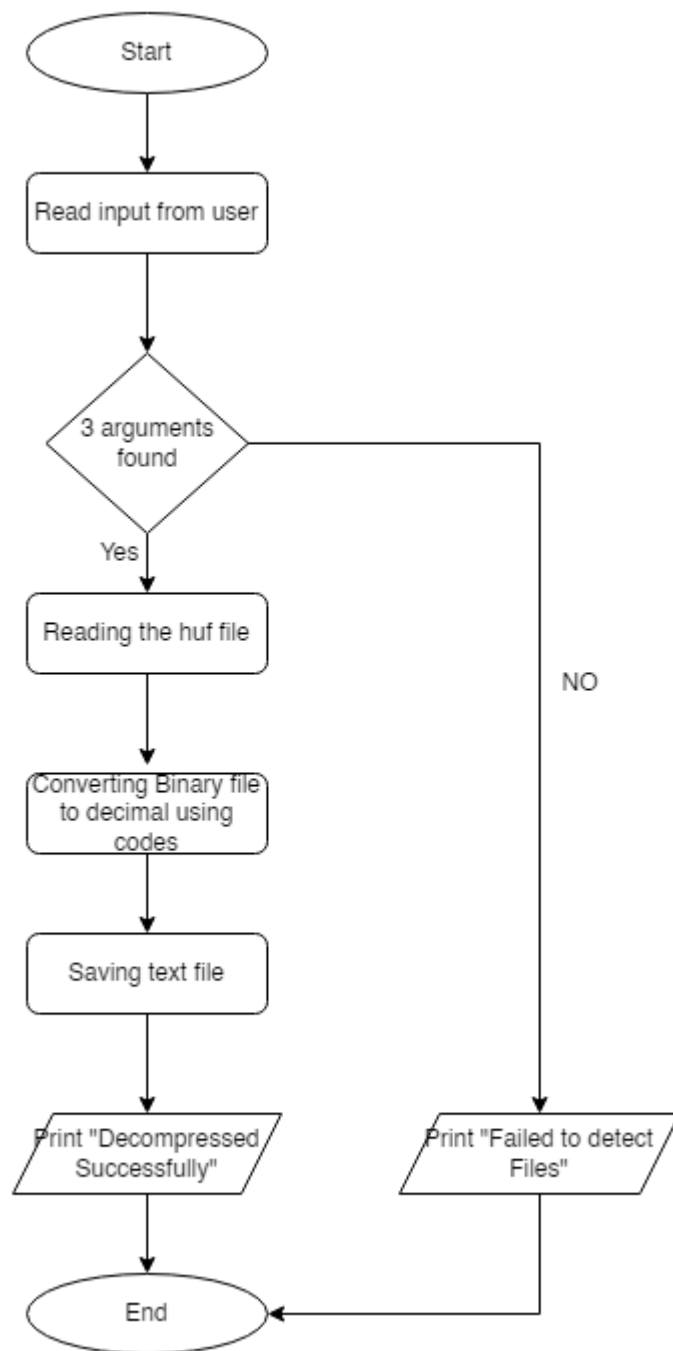 Start
Read input from user
3 arguments
found
Yes
Reading the huf file
NO
Converting Binary file
to decimal using
codes
Saving text file
Print "Decompressed
Successfully"
Print "Failed to detect
Files"
End